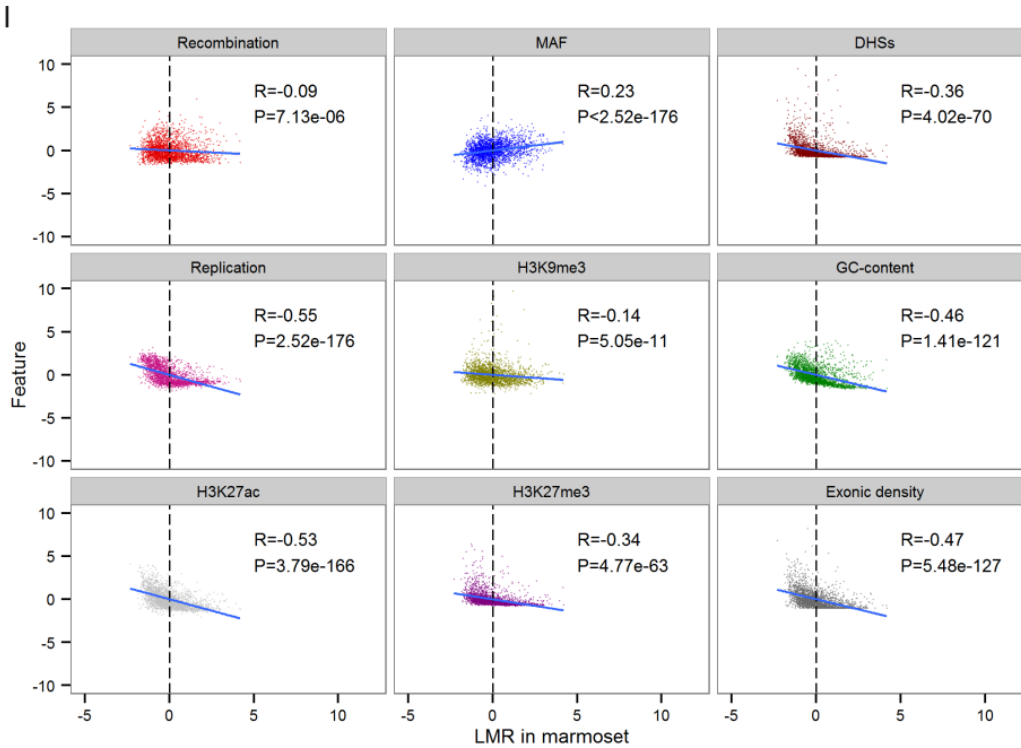 I
Recombination
MAF
DHSs
R=-0.09
P=7.13e-06
R=0.23
P<2.52e-176
R=-0.36
P=4.02e-70
10
5
0
-5
-10
Replication
H3K9me3
GC-content
R=-0.55
P=2.52e-176
R=-0.14
P=5.05e-11
R=-0.46
P=1.41e-121
10
5
0
-5
-10
Feature
H3K27ac
H3K27me3
Exonic density
R=-0.53
P=3.79e-166
R=-0.34
P=4.77e-63
R=-0.47
P=5.48e-127
10
5
0
-5
-10
-5 0 5 10 -5 0 5 10 -5 0 5 10
LMR in marmoset